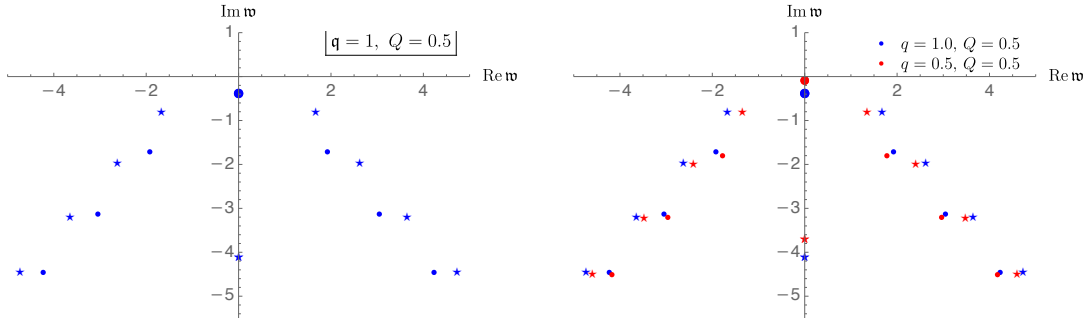 Im 𝔴
1
𝔮 = 1, Q = 0.5
Re 𝔴
−4
−2
2
4
−1
−2
−3
−4
−5
Im 𝔴
1
q = 1.0, Q = 0.5
q = 0.5, Q = 0.5
Re 𝔴
−4
−2
2
4
−1
−2
−3
−4
−5